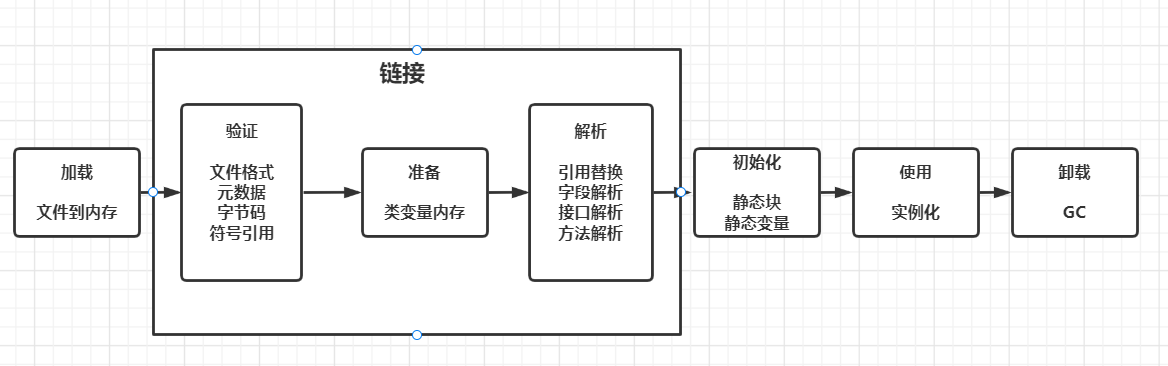 链接
加载
文件到内存
验证
文件格式
元数据
字节码
符号引用
准备
类变量内存
解析
引用替换
字段解析
接口解析
方法解析
初始化
静态块
静态变量
使用
实例化
卸载
GC